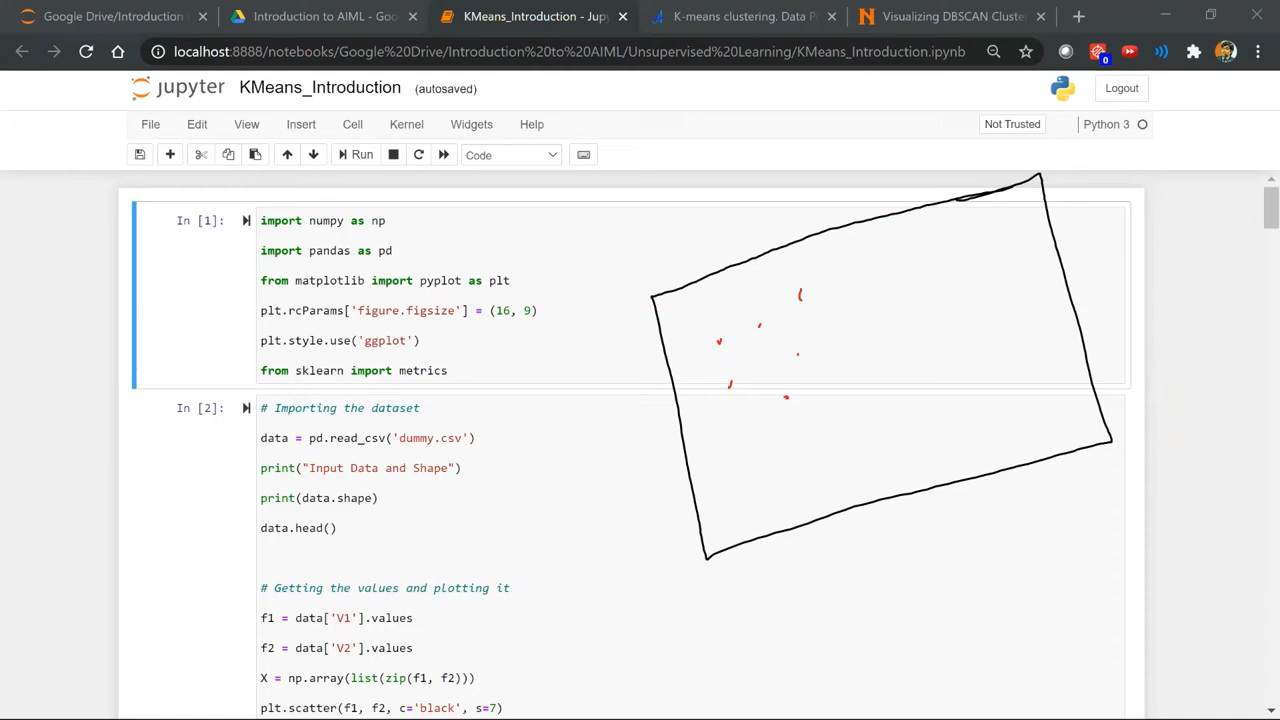 Google Drive/Introduction
Introduction to AIML - Goo
KMeans_Introduction - Jupy
K-means clustering. Data P
Visualizing DBSCAN Cluster
localhost:8888/notebooks/Google%20Drive/Introduction%20to%20AIML/Unsupervised%20Learning/KMeans_Introduction.ipynb
0
jupyter KMeans_Introduction (autosaved)
Logout
File Edit View Insert Cell Kernel Widgets Help
Not Trusted
Python 3
Run
Code
In [1]:
import numpy as np
import pandas as pd
from matplotlib import pyplot as plt
plt.rcParams['figure.figsize'] = (16, 9)
plt.style.use('ggplot')
from sklearn import metrics
In [2]:
# Importing the dataset
data = pd.read_csv('dummy.csv')
print("Input Data and Shape")
print(data.shape)
data.head()
# Getting the values and plotting it
f1 = data['V1'].values
f2 = data['V2'].values
X = np.array(list(zip(f1, f2)))
plt.scatter(f1, f2, c='black', s=7)